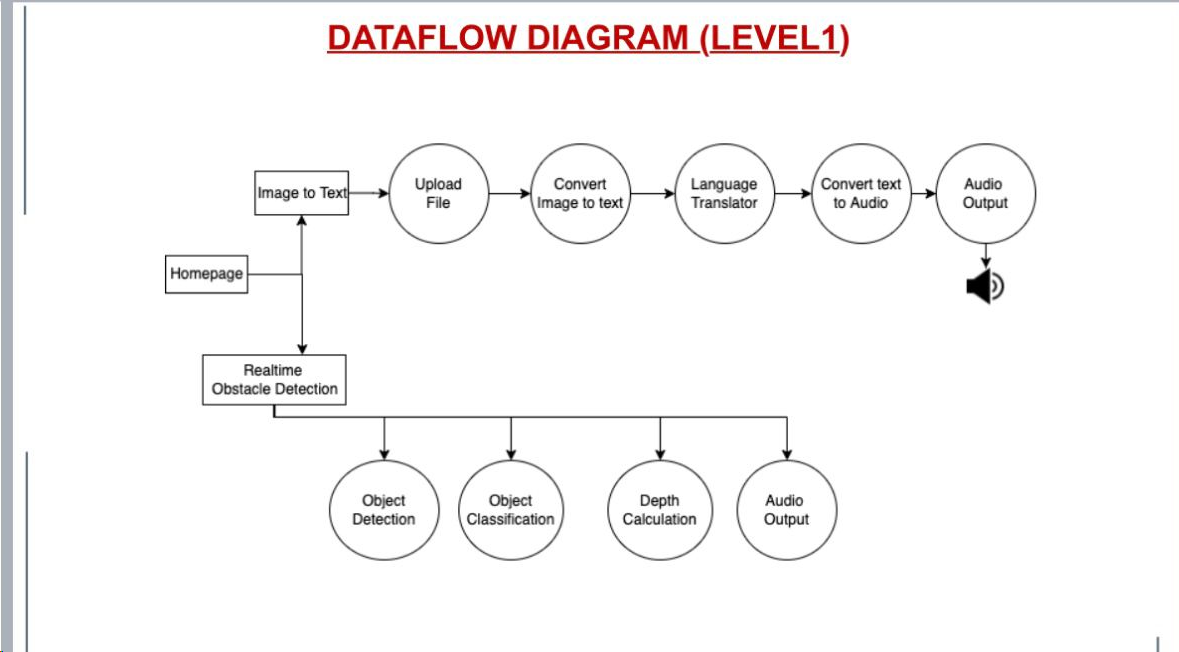 DATAFLOW DIAGRAM (LEVEL1)
Image to Text
Upload
File
Convert
Image to text
Language
Translator
Convert text
to Audio
Audio
Output
Homepage
Realtime
Obstacle Detection
Object
Detection
Object
Classification
Depth
Calculation
Audio
Output